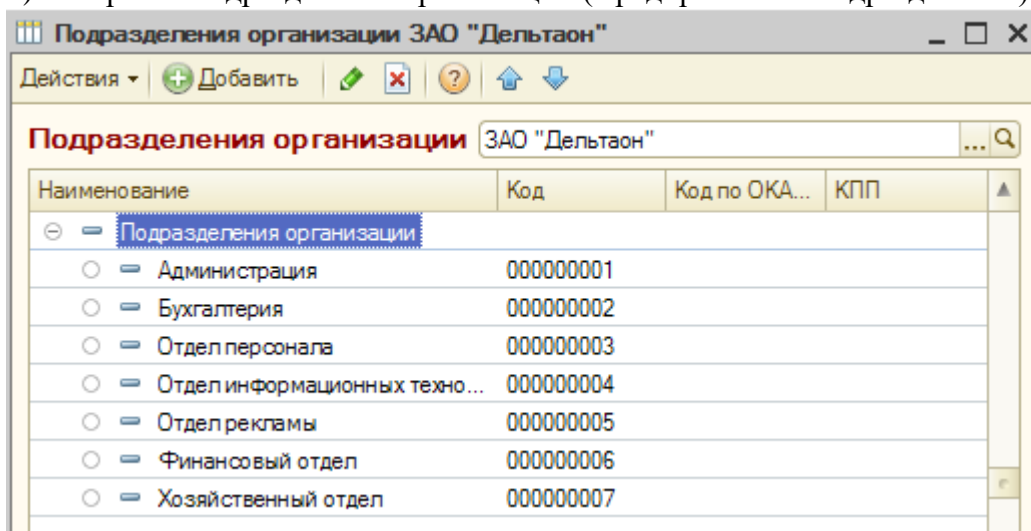 Подразделения организации ЗАО "Дельтаон"
Действия Добавить
Подразделения организации ЗАО "Дельтаон" ...
Наименование Код Код по ОКА... КПП
Подразделения организации
Администрация 000000001
Бухгалтерия 000000002
Отдел персонала 000000003
Отдел информационных техно... 000000004
Отдел рекламы 000000005
Финансовый отдел 000000006
Хозяйственный отдел 000000007